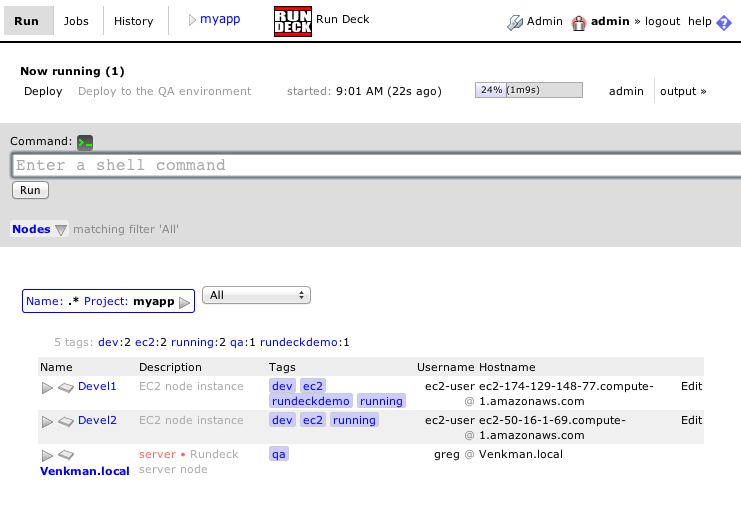 Run Jobs History myapp RUN DECK Run Deck Admin admin » logout help ?
Now running (1)
Deploy Deploy to the QA environment started: 9:01 AM (22s ago) 24% (1m9s) admin output »
Command: >_
Enter a shell command
Run
Nodes matching filter 'All'
Name: .* Project: myapp All
5 tags: dev:2 ec2:2 running:2 qa:1 rundeckdemo:1
Name Description Tags Username Hostname
Devel1 EC2 node instance dev ec2 ec2-user ec2-174-129-148-77.compute- Edit
rundeckdemo running @ 1.amazonaws.com
Devel2 EC2 node instance dev ec2 running ec2-user ec2-50-16-1-69.compute- Edit
@ 1.amazonaws.com
server • Rundeck qa greg @ Venkman.local
Venkman.local server node